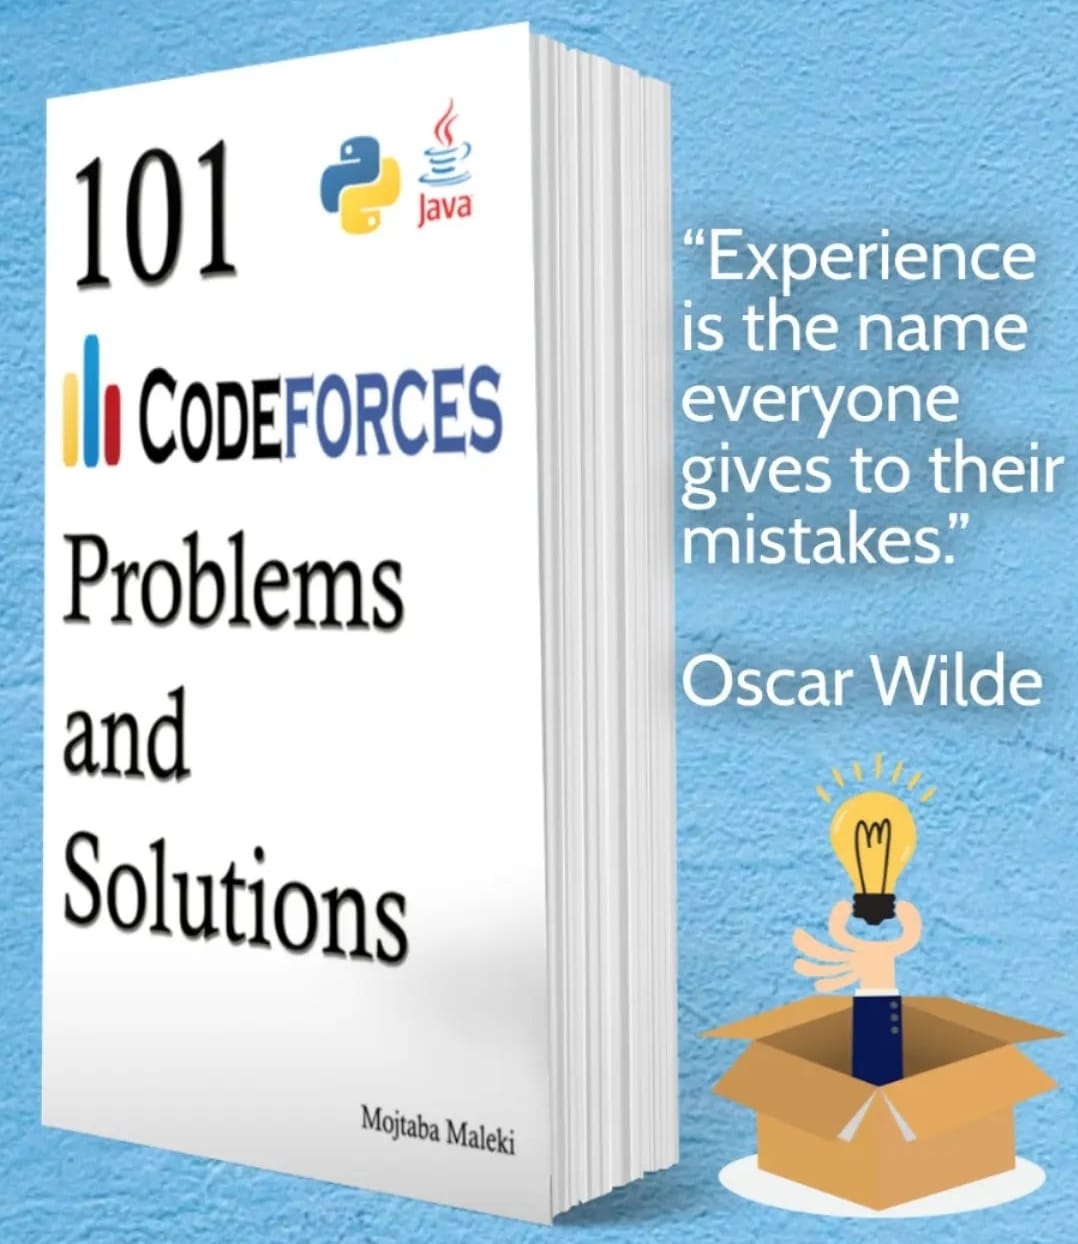 101
Java
CODEFORCES
Problems
and
Solutions
Mojtaba Maleki
“Experience
is the name
everyone
gives to their
mistakes.”
Oscar Wilde